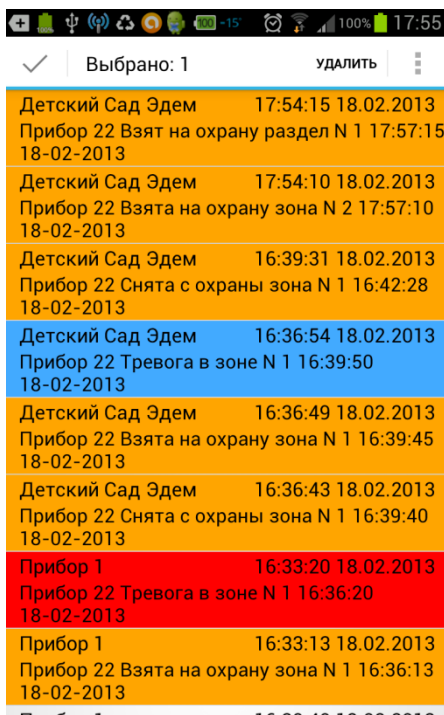 100 -15° 100% 17:55
Выбрано: 1 УДАЛИТЬ
Детский Сад Эдем 17:54:15 18.02.2013
Прибор 22 Взят на охрану раздел N 1 17:57:15
18-02-2013
Детский Сад Эдем 17:54:10 18.02.2013
Прибор 22 Взята на охрану зона N 2 17:57:10
18-02-2013
Детский Сад Эдем 16:39:31 18.02.2013
Прибор 22 Снята с охраны зона N 1 16:42:28
18-02-2013
Детский Сад Эдем 16:36:54 18.02.2013
Прибор 22 Тревога в зоне N 1 16:39:50
18-02-2013
Детский Сад Эдем 16:36:49 18.02.2013
Прибор 22 Взята на охрану зона N 1 16:39:45
18-02-2013
Детский Сад Эдем 16:36:43 18.02.2013
Прибор 22 Снята с охраны зона N 1 16:39:40
18-02-2013
Прибор 1 16:33:20 18.02.2013
Прибор 22 Тревога в зоне N 1 16:36:20
18-02-2013
Прибор 1 16:33:13 18.02.2013
Прибор 22 Взята на охрану зона N 1 16:36:13
18-02-2013